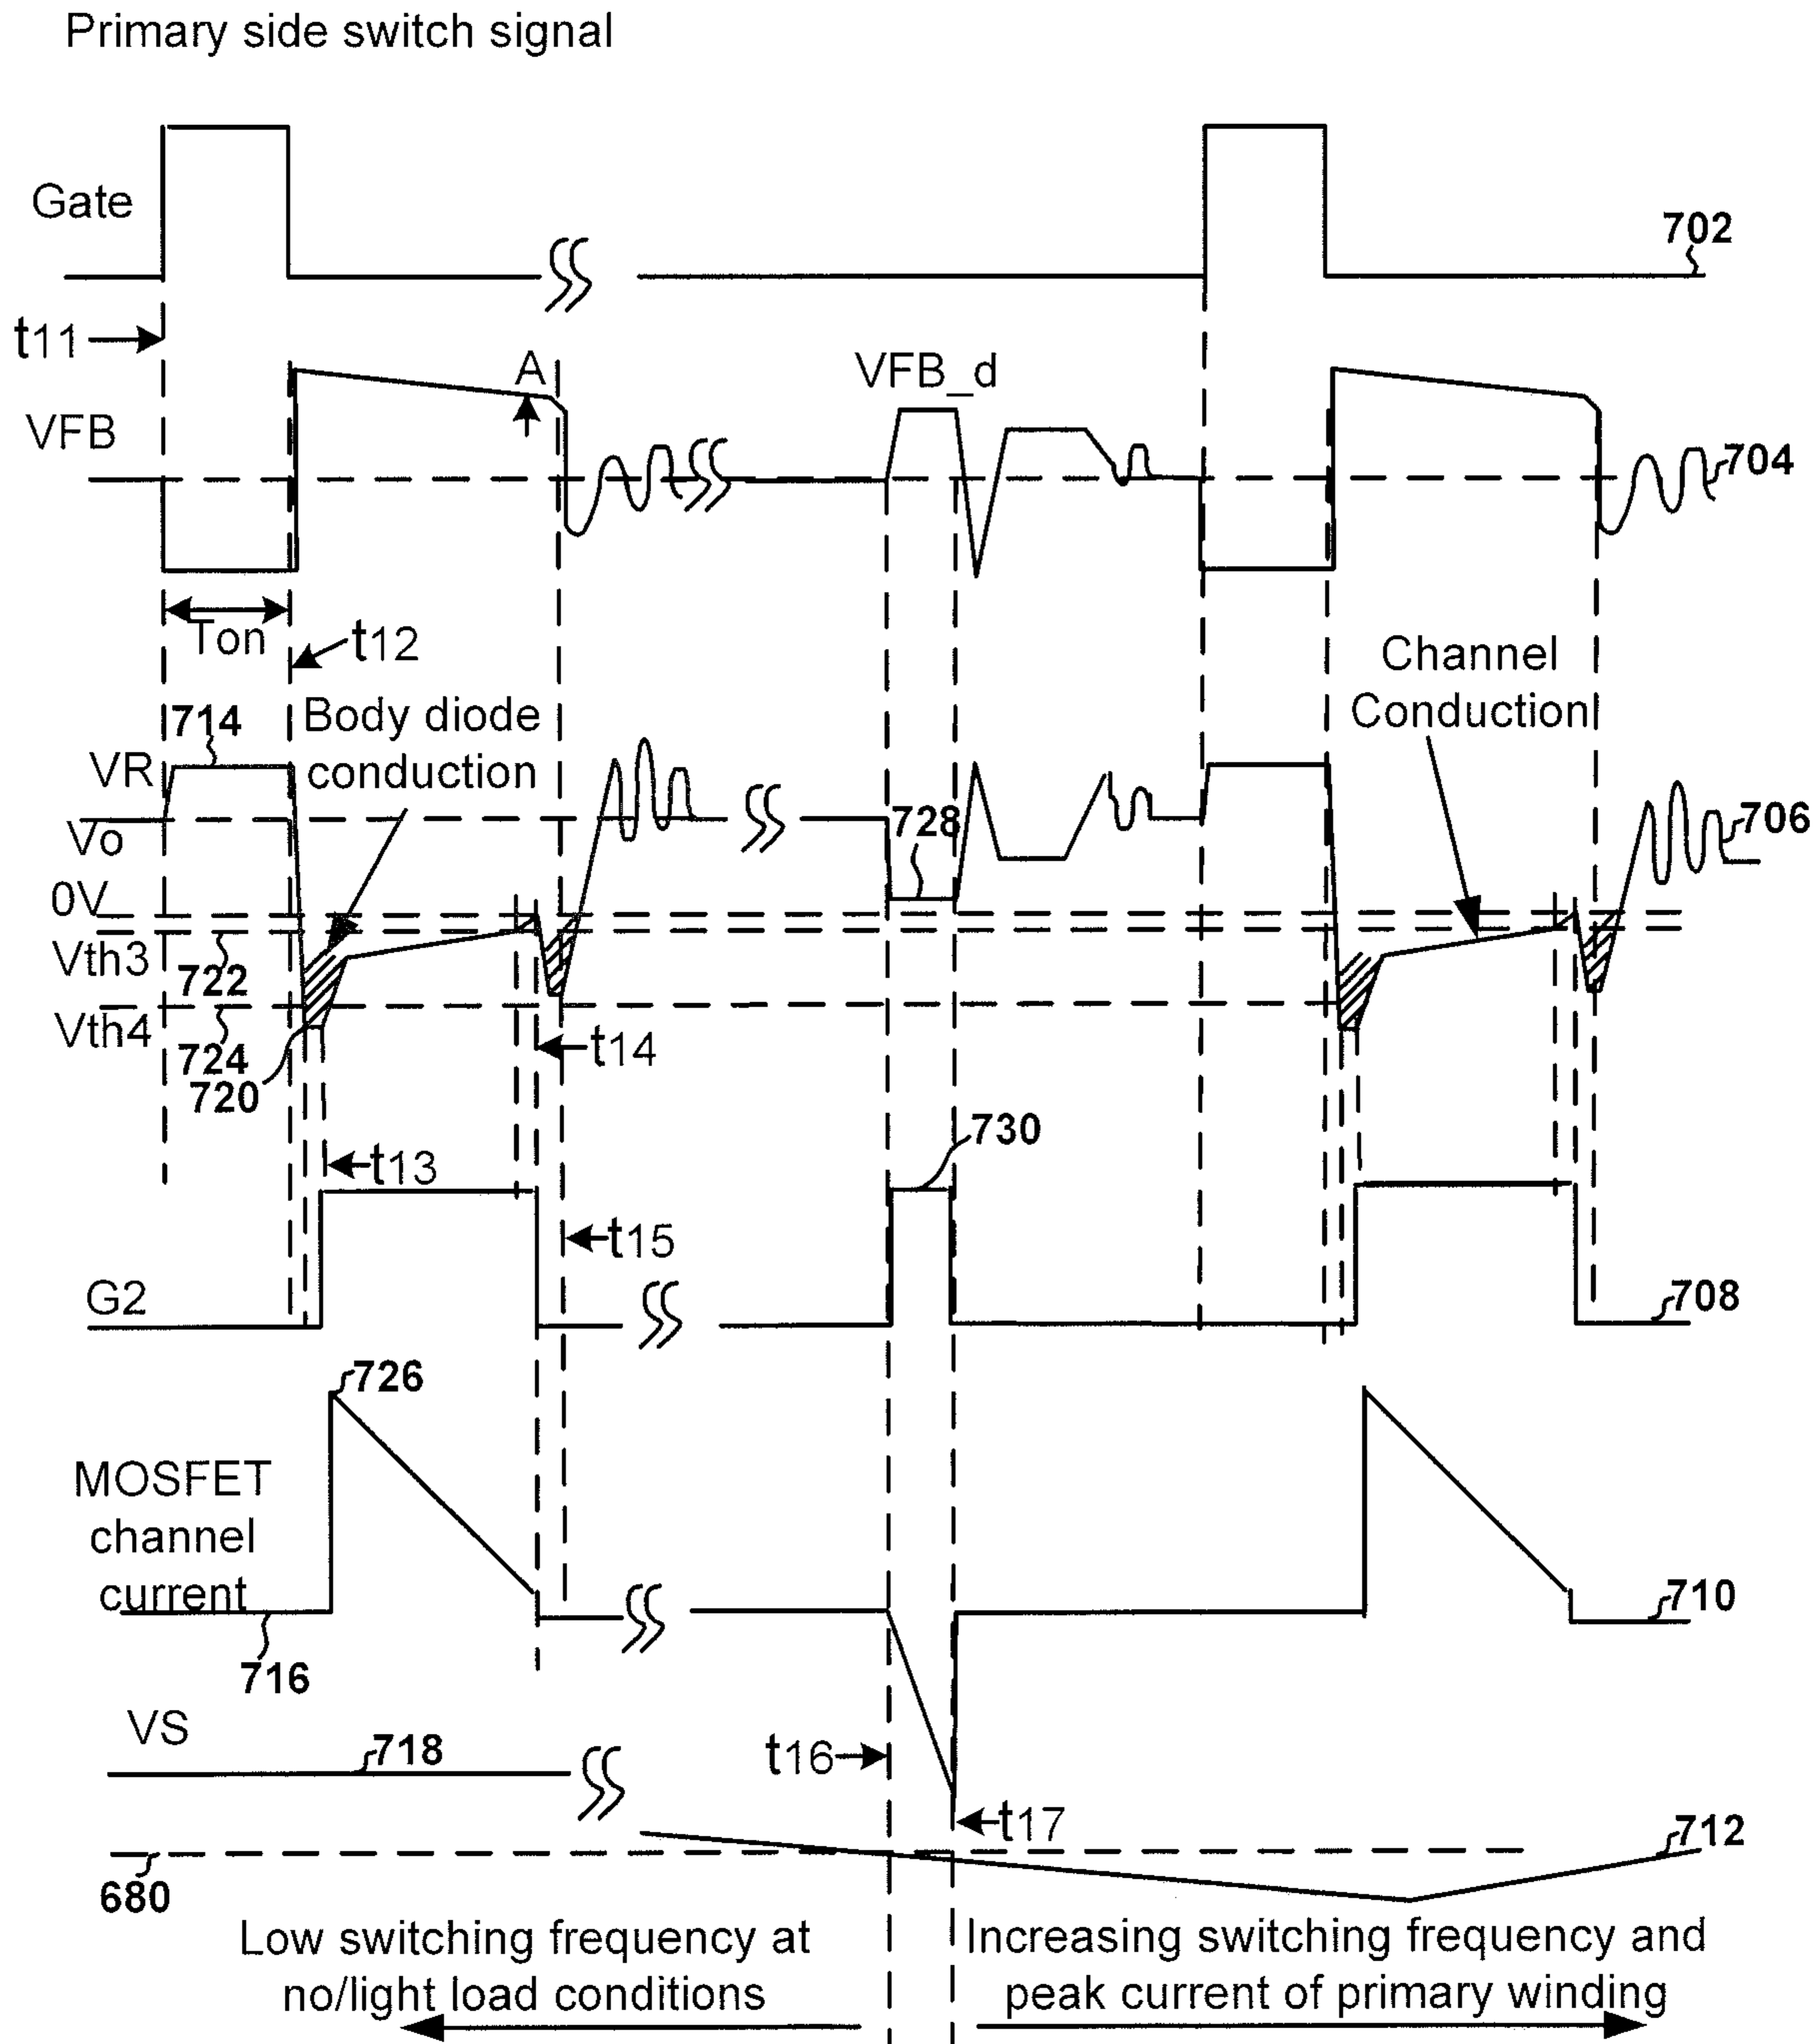 Primary side switch signal
Gate
702
t11
A
VFB_d
VFB
704
Ton
t12
Channel
Conduction
714
Body diode
conduction
VR
728
706
Vo
0V
Vth3
722
Vth4
724
720
t14
730
t13
t15
G2
708
726
MOSFET
channel
current
710
716
VS
718
t16
t17
712
680
Low switching frequency at
no/light load conditions
Increasing switching frequency and
peak current of primary winding